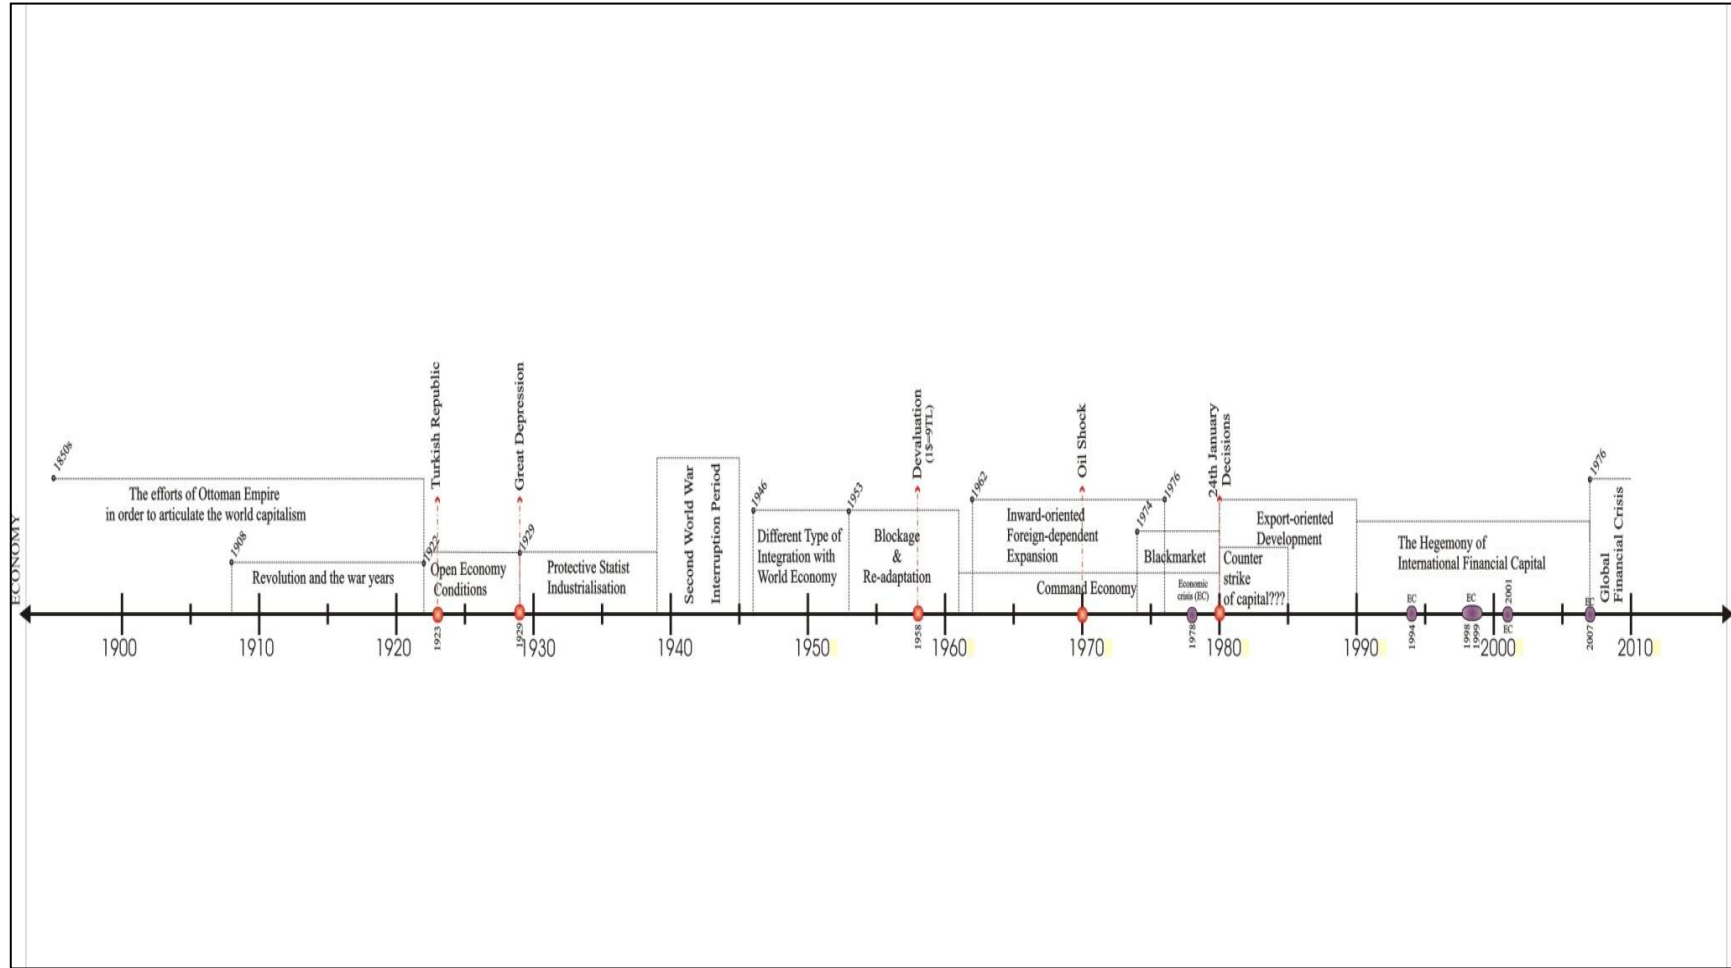 ECONOMY
1850s
The efforts of Ottoman Empire
in order to articulate the world capitalism
1908
Revolution and the war years
1922
Turkish Republic
Open Economy
Conditions
Great Depression
1929
Protective Statist
Industrialisation
Second World War
Interruption Period
1946
Different Type of
Integration with
World Economy
1953
Blockage
&
Re-adaptation
Devaluation
(1$=9TL)
1962
Inward-oriented
Foreign-dependent
Expansion
Oil Shock
Command Economy
1974
1976
Blackmarket
Economic
crisis (EC)
24th January
Decisions
Export-oriented
Development
Counter
strike
of capital???
The Hegemony of
International Financial Capital
EC
EC
2001
EC
EC
1976
Global
Financial Crisis
1923
1929
1958
1978
1994
1998
1999
2007
1900
1910
1920
1930
1940
1950
1960
1970
1980
1990
2000
2010